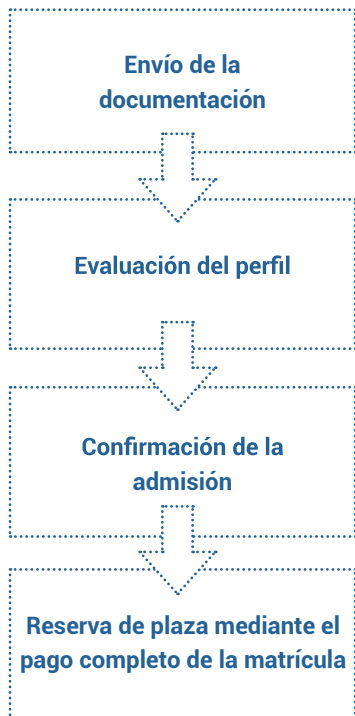 Envío de la
documentación
Evaluación del perfil
Confirmación de la
admisión
Reserva de plaza mediante el
pago completo de la matrícula